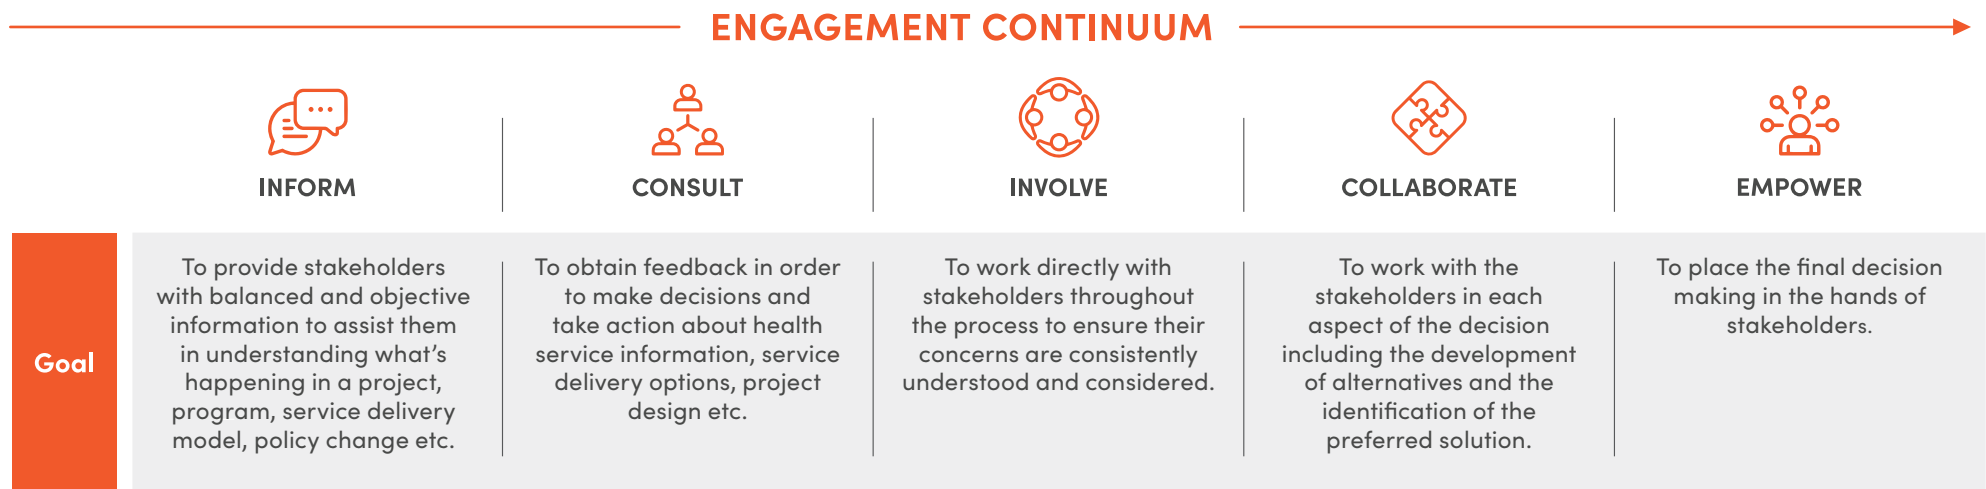 ENGAGEMENT CONTINUUM
INFORM
CONSULT
INVOLVE
COLLABORATE
EMPOWER
Goal
To provide stakeholders
with balanced and objective
information to assist them
in understanding what's
happening in a project,
program, service delivery
model, policy change etc.
To obtain feedback in order
to make decisions and
take action about health
service information, service
delivery options, project
design etc.
To work directly with
stakeholders throughout
the process to ensure their
concerns are consistently
understood and considered.
To work with the
stakeholders in each
aspect of the decision
including the development
of alternatives and the
identification of the
preferred solution.
To place the final decision
making in the hands of
stakeholders.